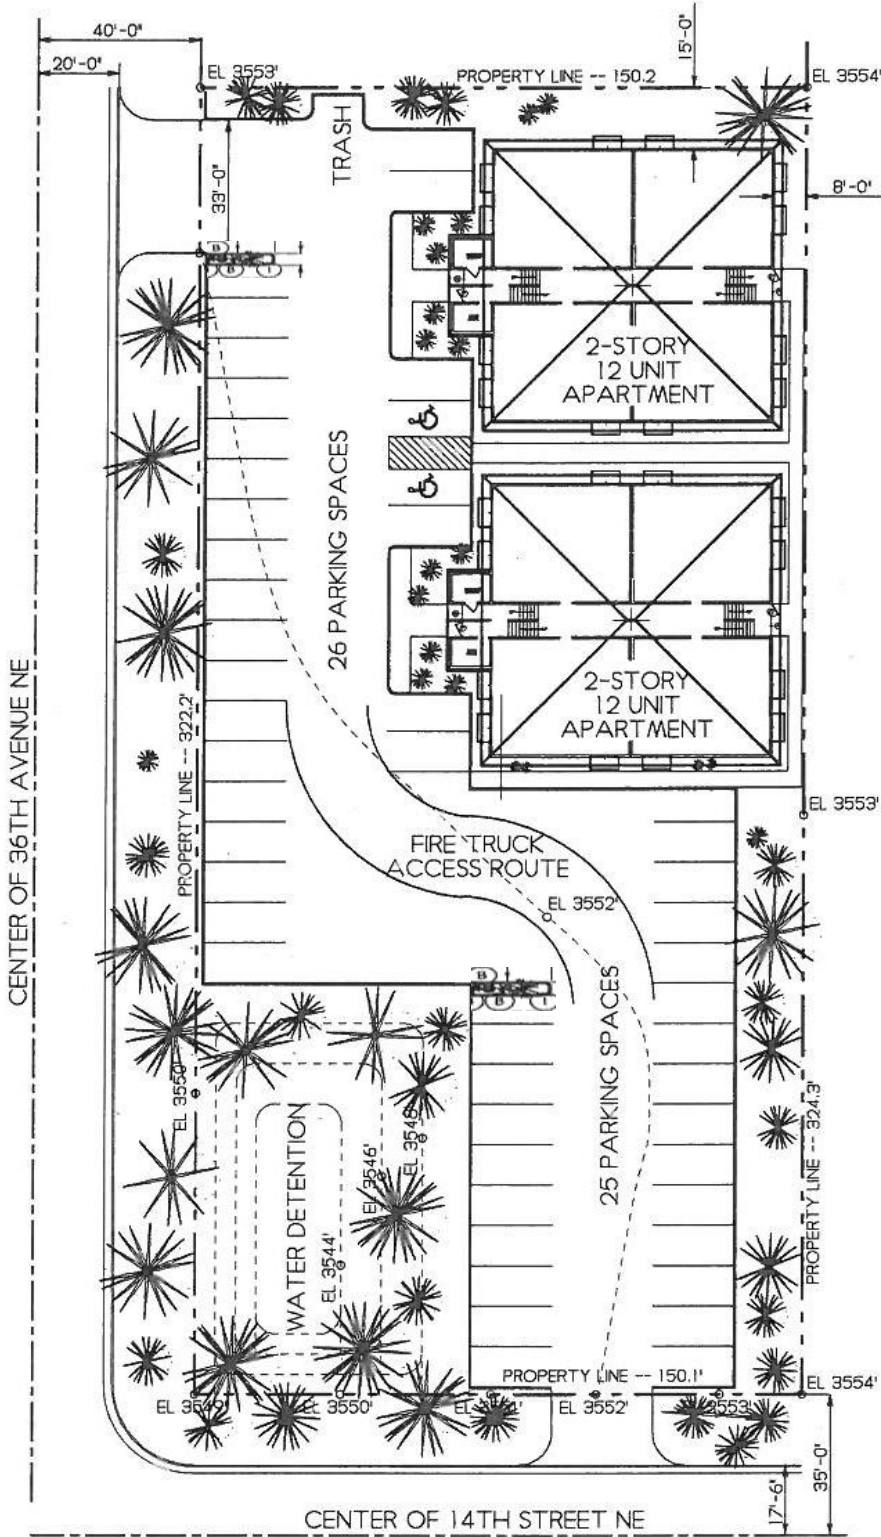 40'-0"
20'-0"
EL 3553'
PROPERTY LINE -- 150.2
15'-0"
EL 3554'
TRASH
33'-0"
8'-0"
2-STORY
12 UNIT
APARTMENT
26 PARKING SPACES
2-STORY
12 UNIT
APARTMENT
CENTER OF 36TH AVENUE NE
PROPERTY LINE -- 322.2'
EL 3553'
FIRE TRUCK
ACCESS ROUTE
EL 3552'
25 PARKING SPACES
EL 3550'
WATER DETENTION
EL 3546'
EL 3544'
PROPERTY LINE -- 324.3'
PROPERTY LINE -- 150.1'
EL 3549'
EL 3550'
EL 3552'
EL 3553'
EL 3554'
17'-6"
35'-0"
CENTER OF 14TH STREET NE